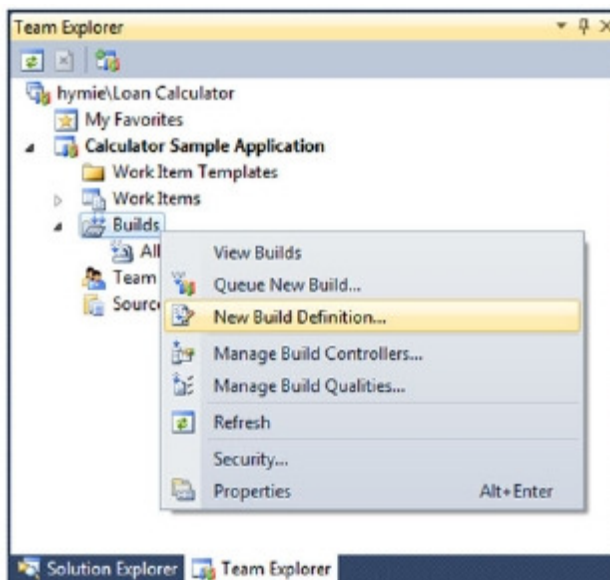 Team Explorer
hymie\Loan Calculator
My Favorites
Calculator Sample Application
Work Item Templates
Work Items
Builds
All
Team
Sourc
View Builds
Queue New Build...
New Build Definition...
Manage Build Controllers...
Manage Build Qualities...
Refresh
Security...
Properties Alt+Enter
Solution Explorer Team Explorer